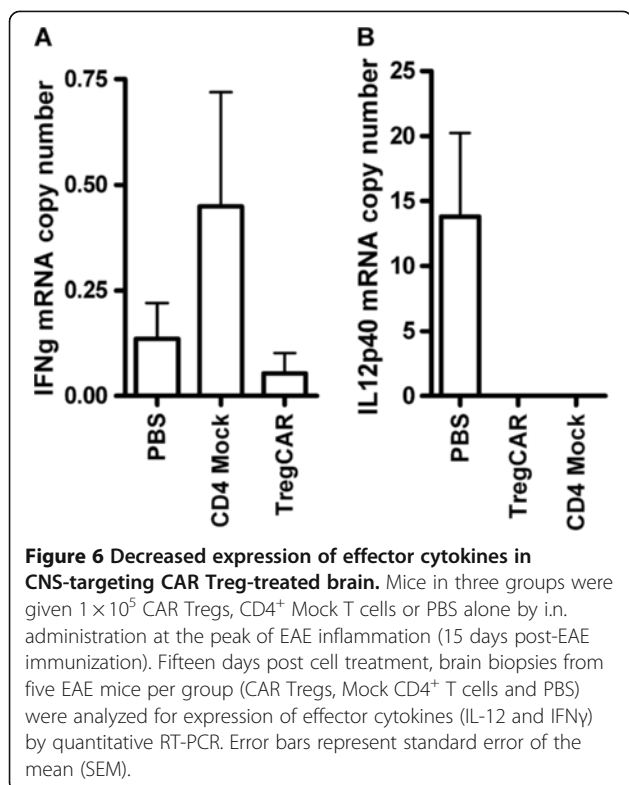 A
B
IFNg mRNA copy number
0.75
0.50
0.25
0.00
PBS
CD4 Mock
TregCAR
IL12p40 mRNA copy number
25
20
15
10
5
0
PBS
TregCAR
CD4 Mock
Figure 6 Decreased expression of effector cytokines in
CNS-targeting CAR Treg-treated brain. Mice in three groups were
given 1 × 10⁵ CAR Tregs, CD4⁺ Mock T cells or PBS alone by i.n.
administration at the peak of EAE inflammation (15 days post-EAE
immunization). Fifteen days post cell treatment, brain biopsies from
five EAE mice per group (CAR Tregs, Mock CD4⁺ T cells and PBS)
were analyzed for expression of effector cytokines (IL-12 and IFNγ)
by quantitative RT-PCR. Error bars represent standard error of the
mean (SEM).